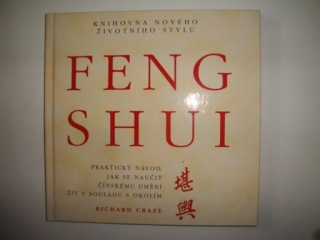 KNIHOVNA NOVÉHO
ŽIVOTNÍHO STYLU
FENG
SHUI
PRAKTICKÝ NÁVOD,
JAK SE NAUČIT
ČÍNSKÉMU UMĚNÍ
ŽÍT V SOULADU S OKOLÍM
堪
輿
RICHARD CRAZE